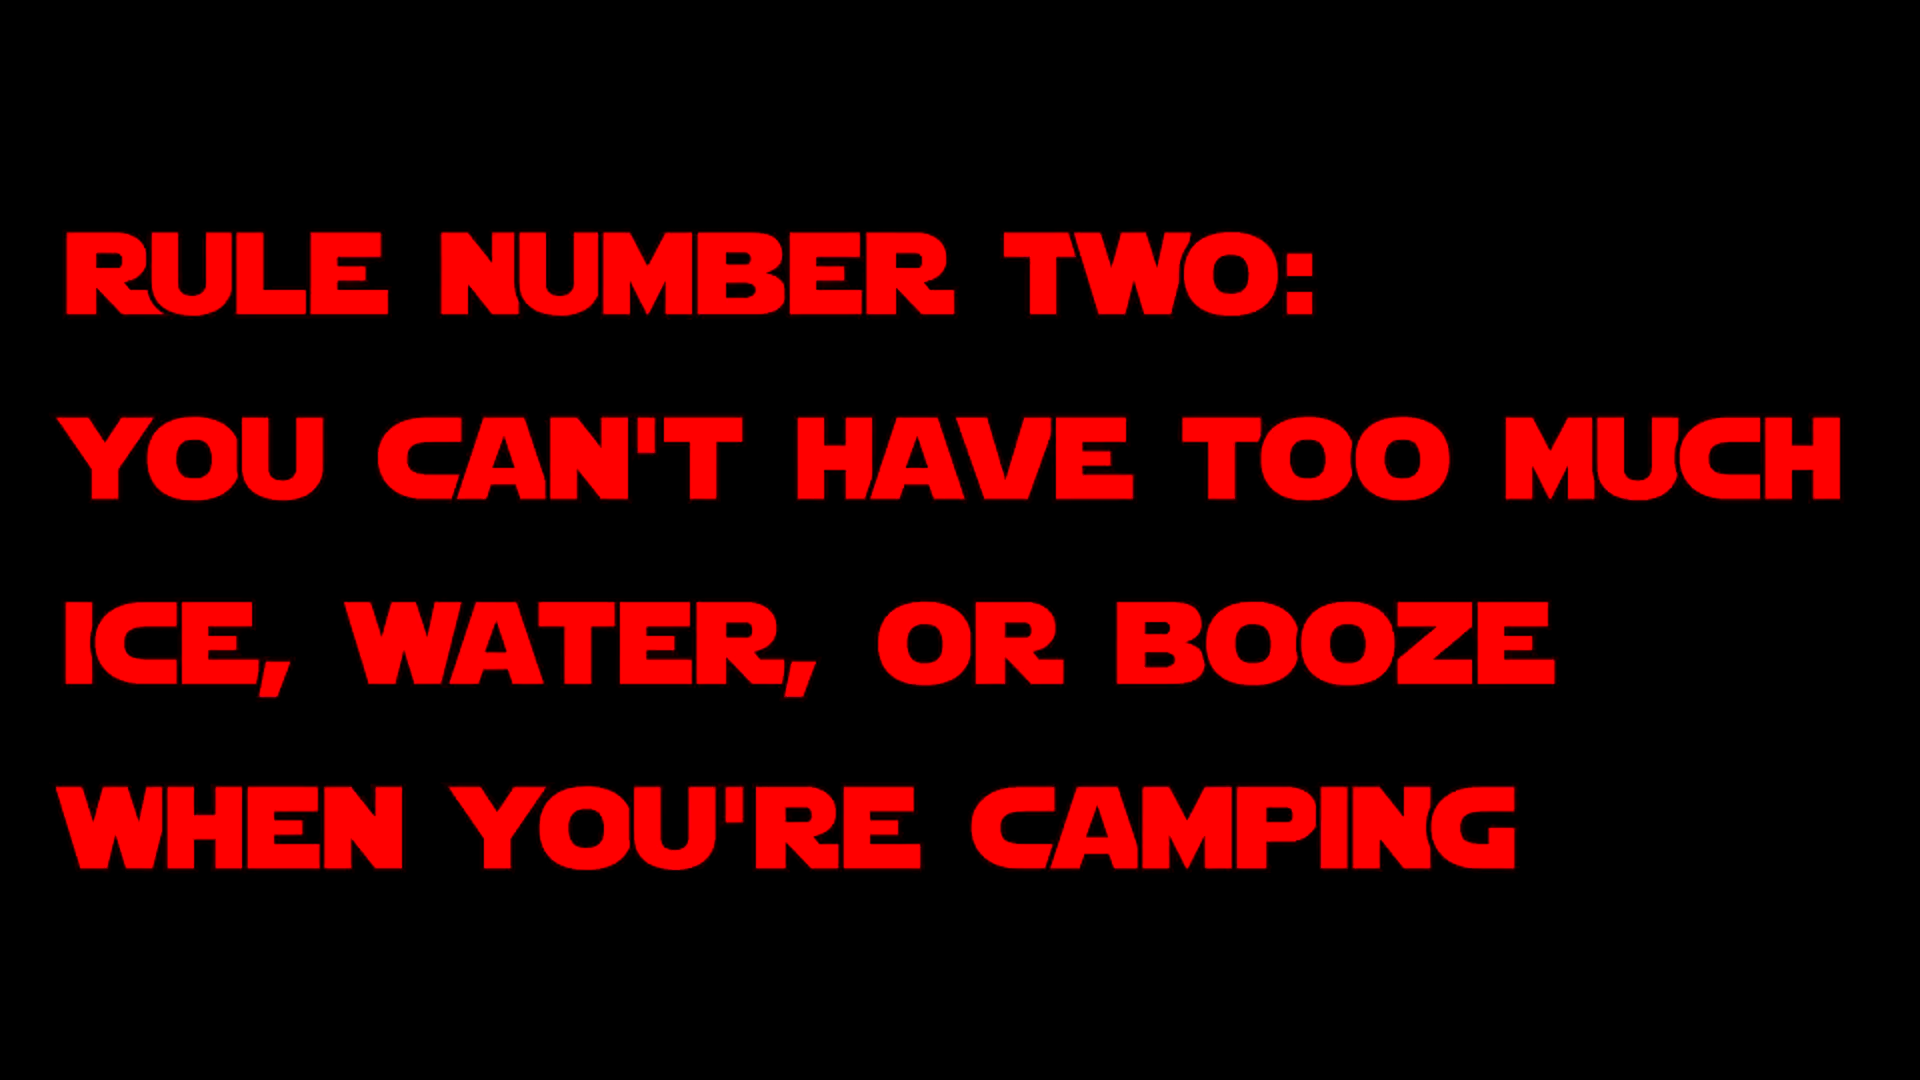 RULE NUMBER TWO:
YOU CAN'T HAVE TOO MUCH
ICE, WATER, OR BOOZE
WHEN YOU'RE CAMPING